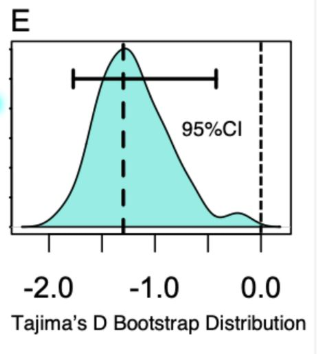 E
95%CI
-2.0 -1.0 0.0
Tajima's D Bootstrap Distribution